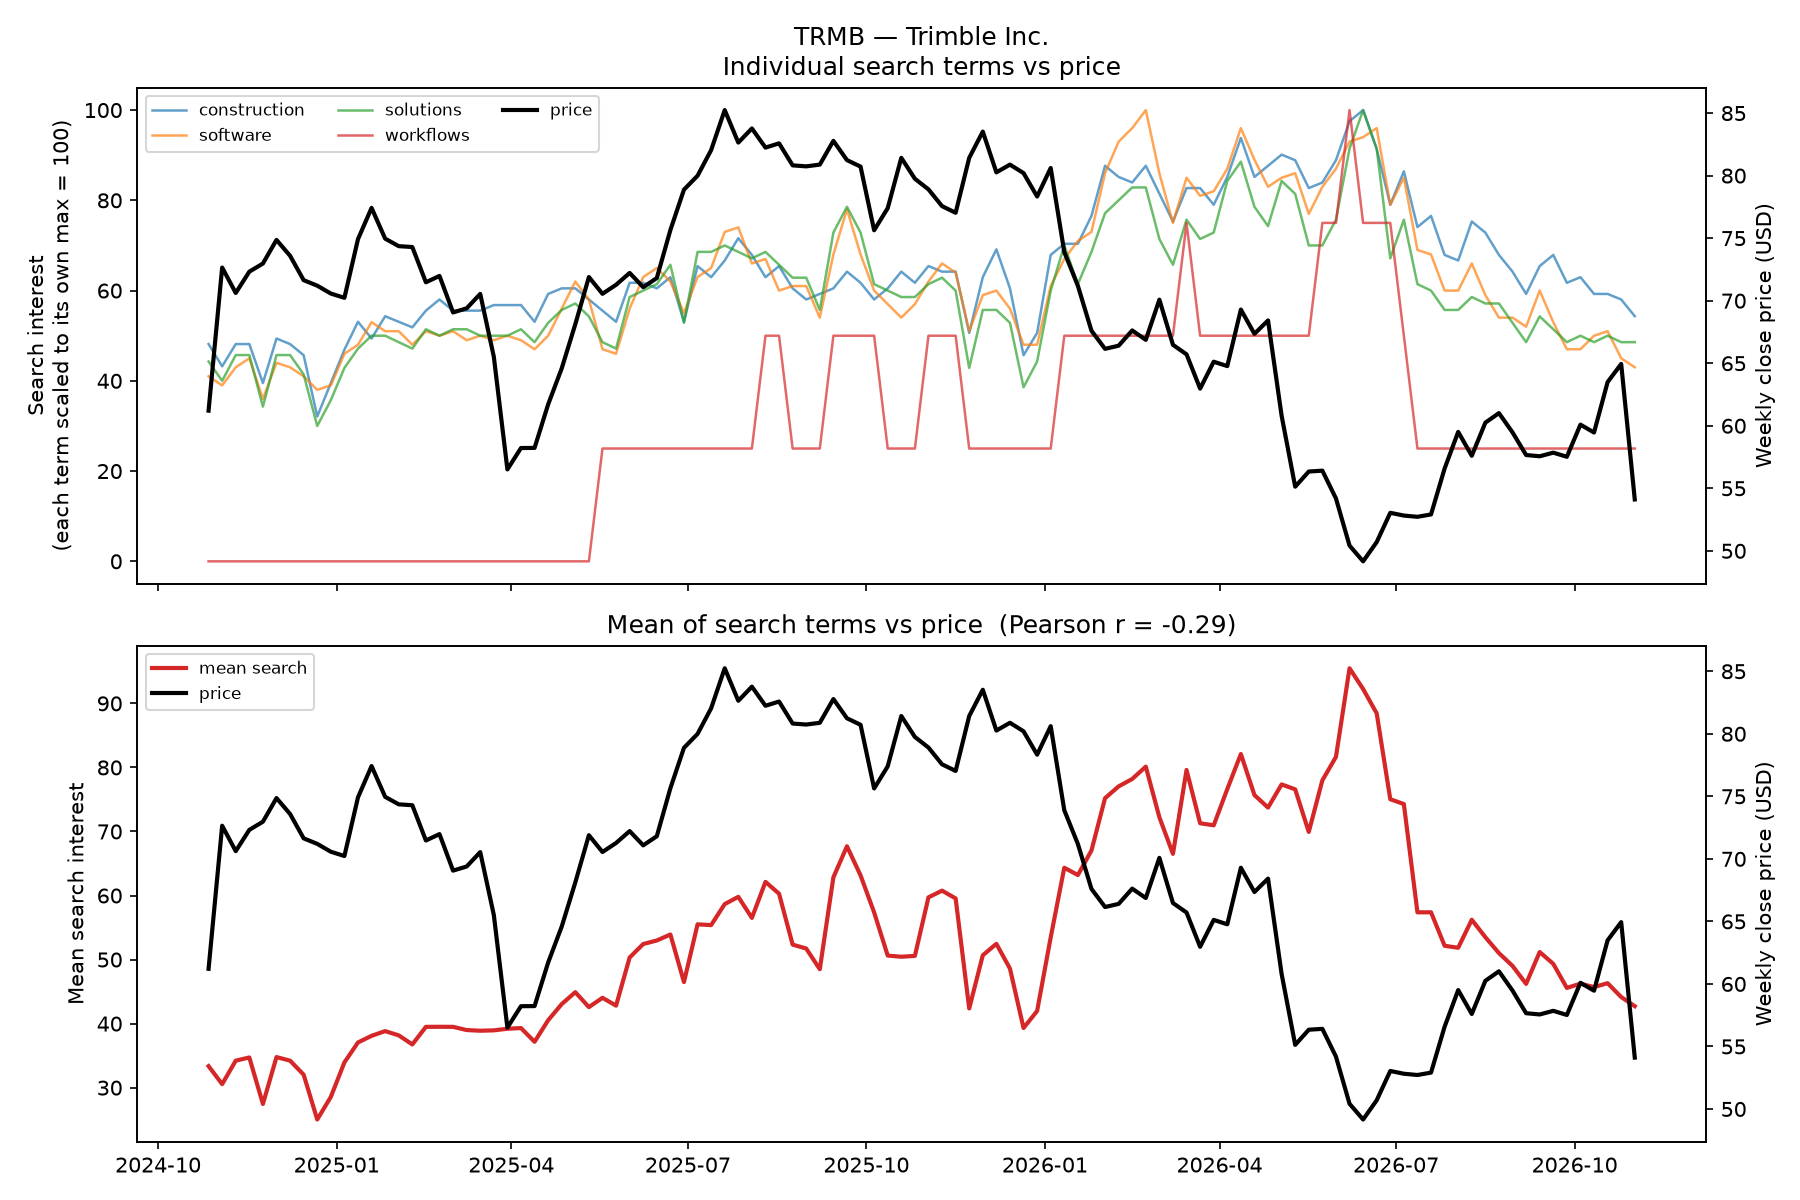 TRMB — Trimble Inc.
Individual search terms vs price
construction
software
solutions
workflows
price
Search interest
(each term scaled to its own max = 100)
100
80
60
40
20
0
85
80
75
70
65
60
55
50
Weekly close price (USD)
Mean of search terms vs price (Pearson r = -0.29)
mean search
price
Mean search interest
90
80
70
60
50
40
30
85
80
75
70
65
60
55
50
Weekly close price (USD)
2024-10
2025-01
2025-04
2025-07
2025-10
2026-01
2026-04
2026-07
2026-10